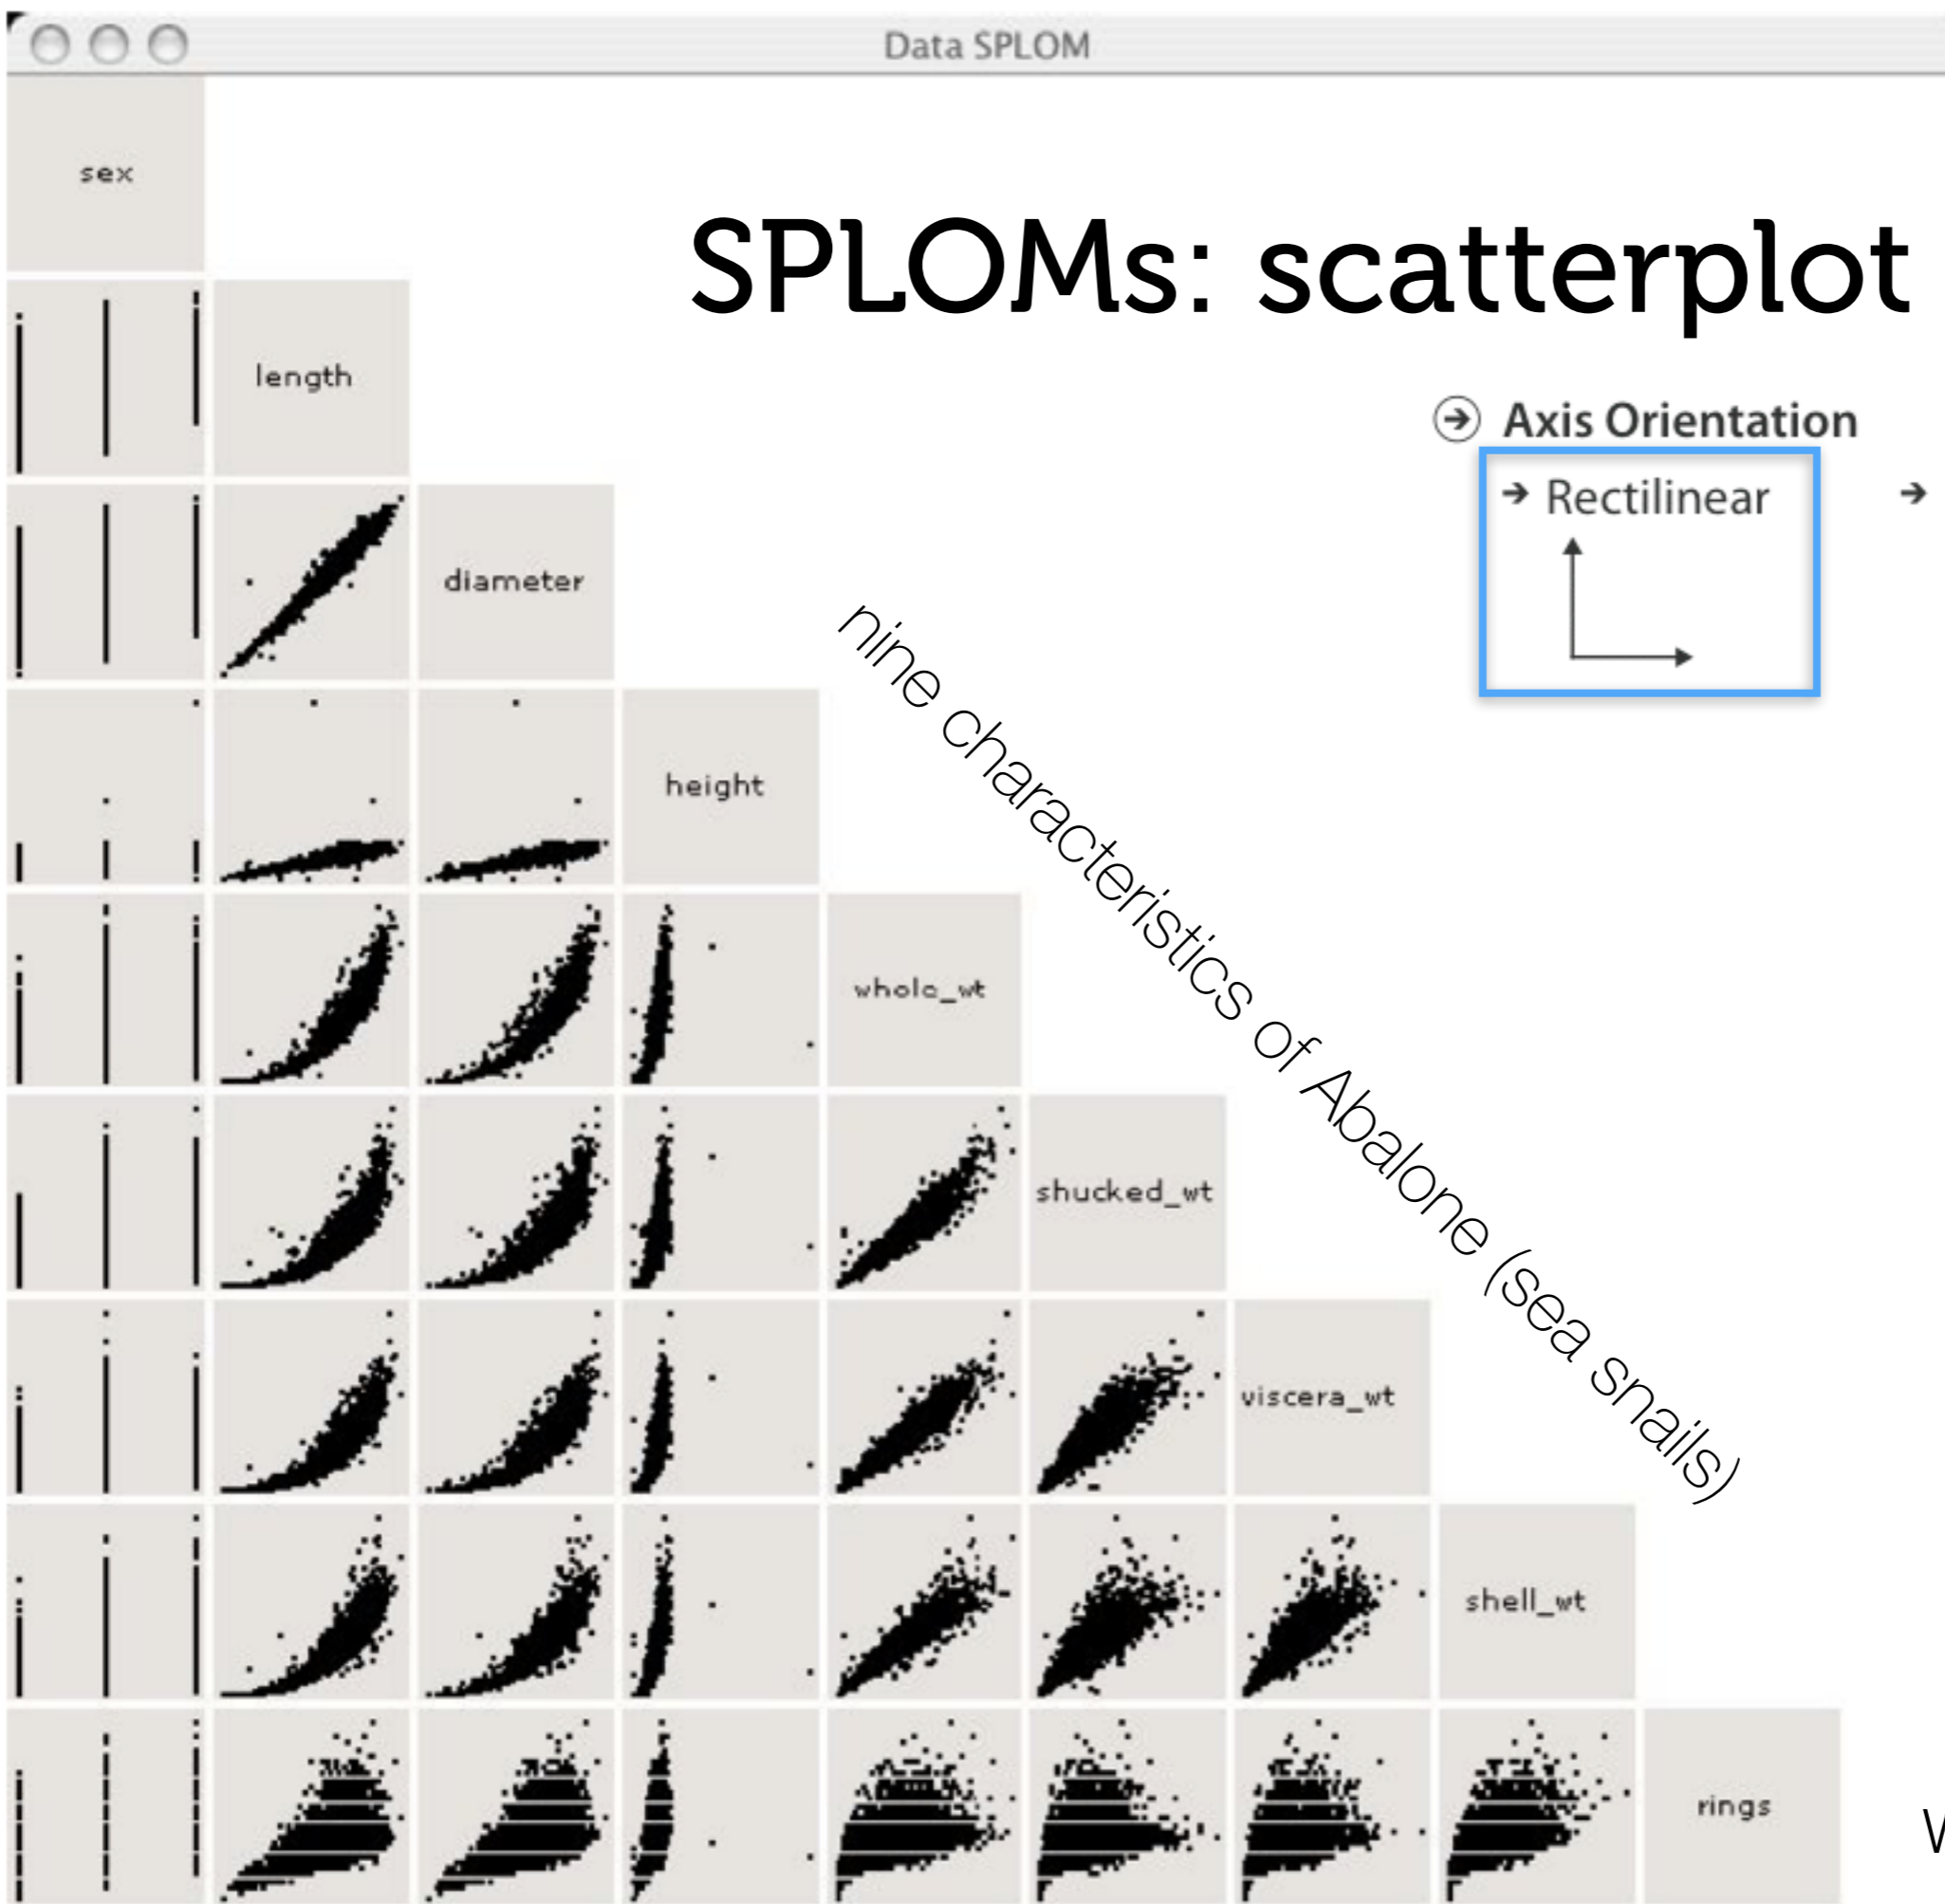 Data SPLOM
sex
SPLOMs: scatterplot
length
Axis Orientation
Rectilinear
diameter
nine characteristics of Abalone (sea snails)
height
whole_wt
shucked_wt
viscera_wt
shell_wt
rings